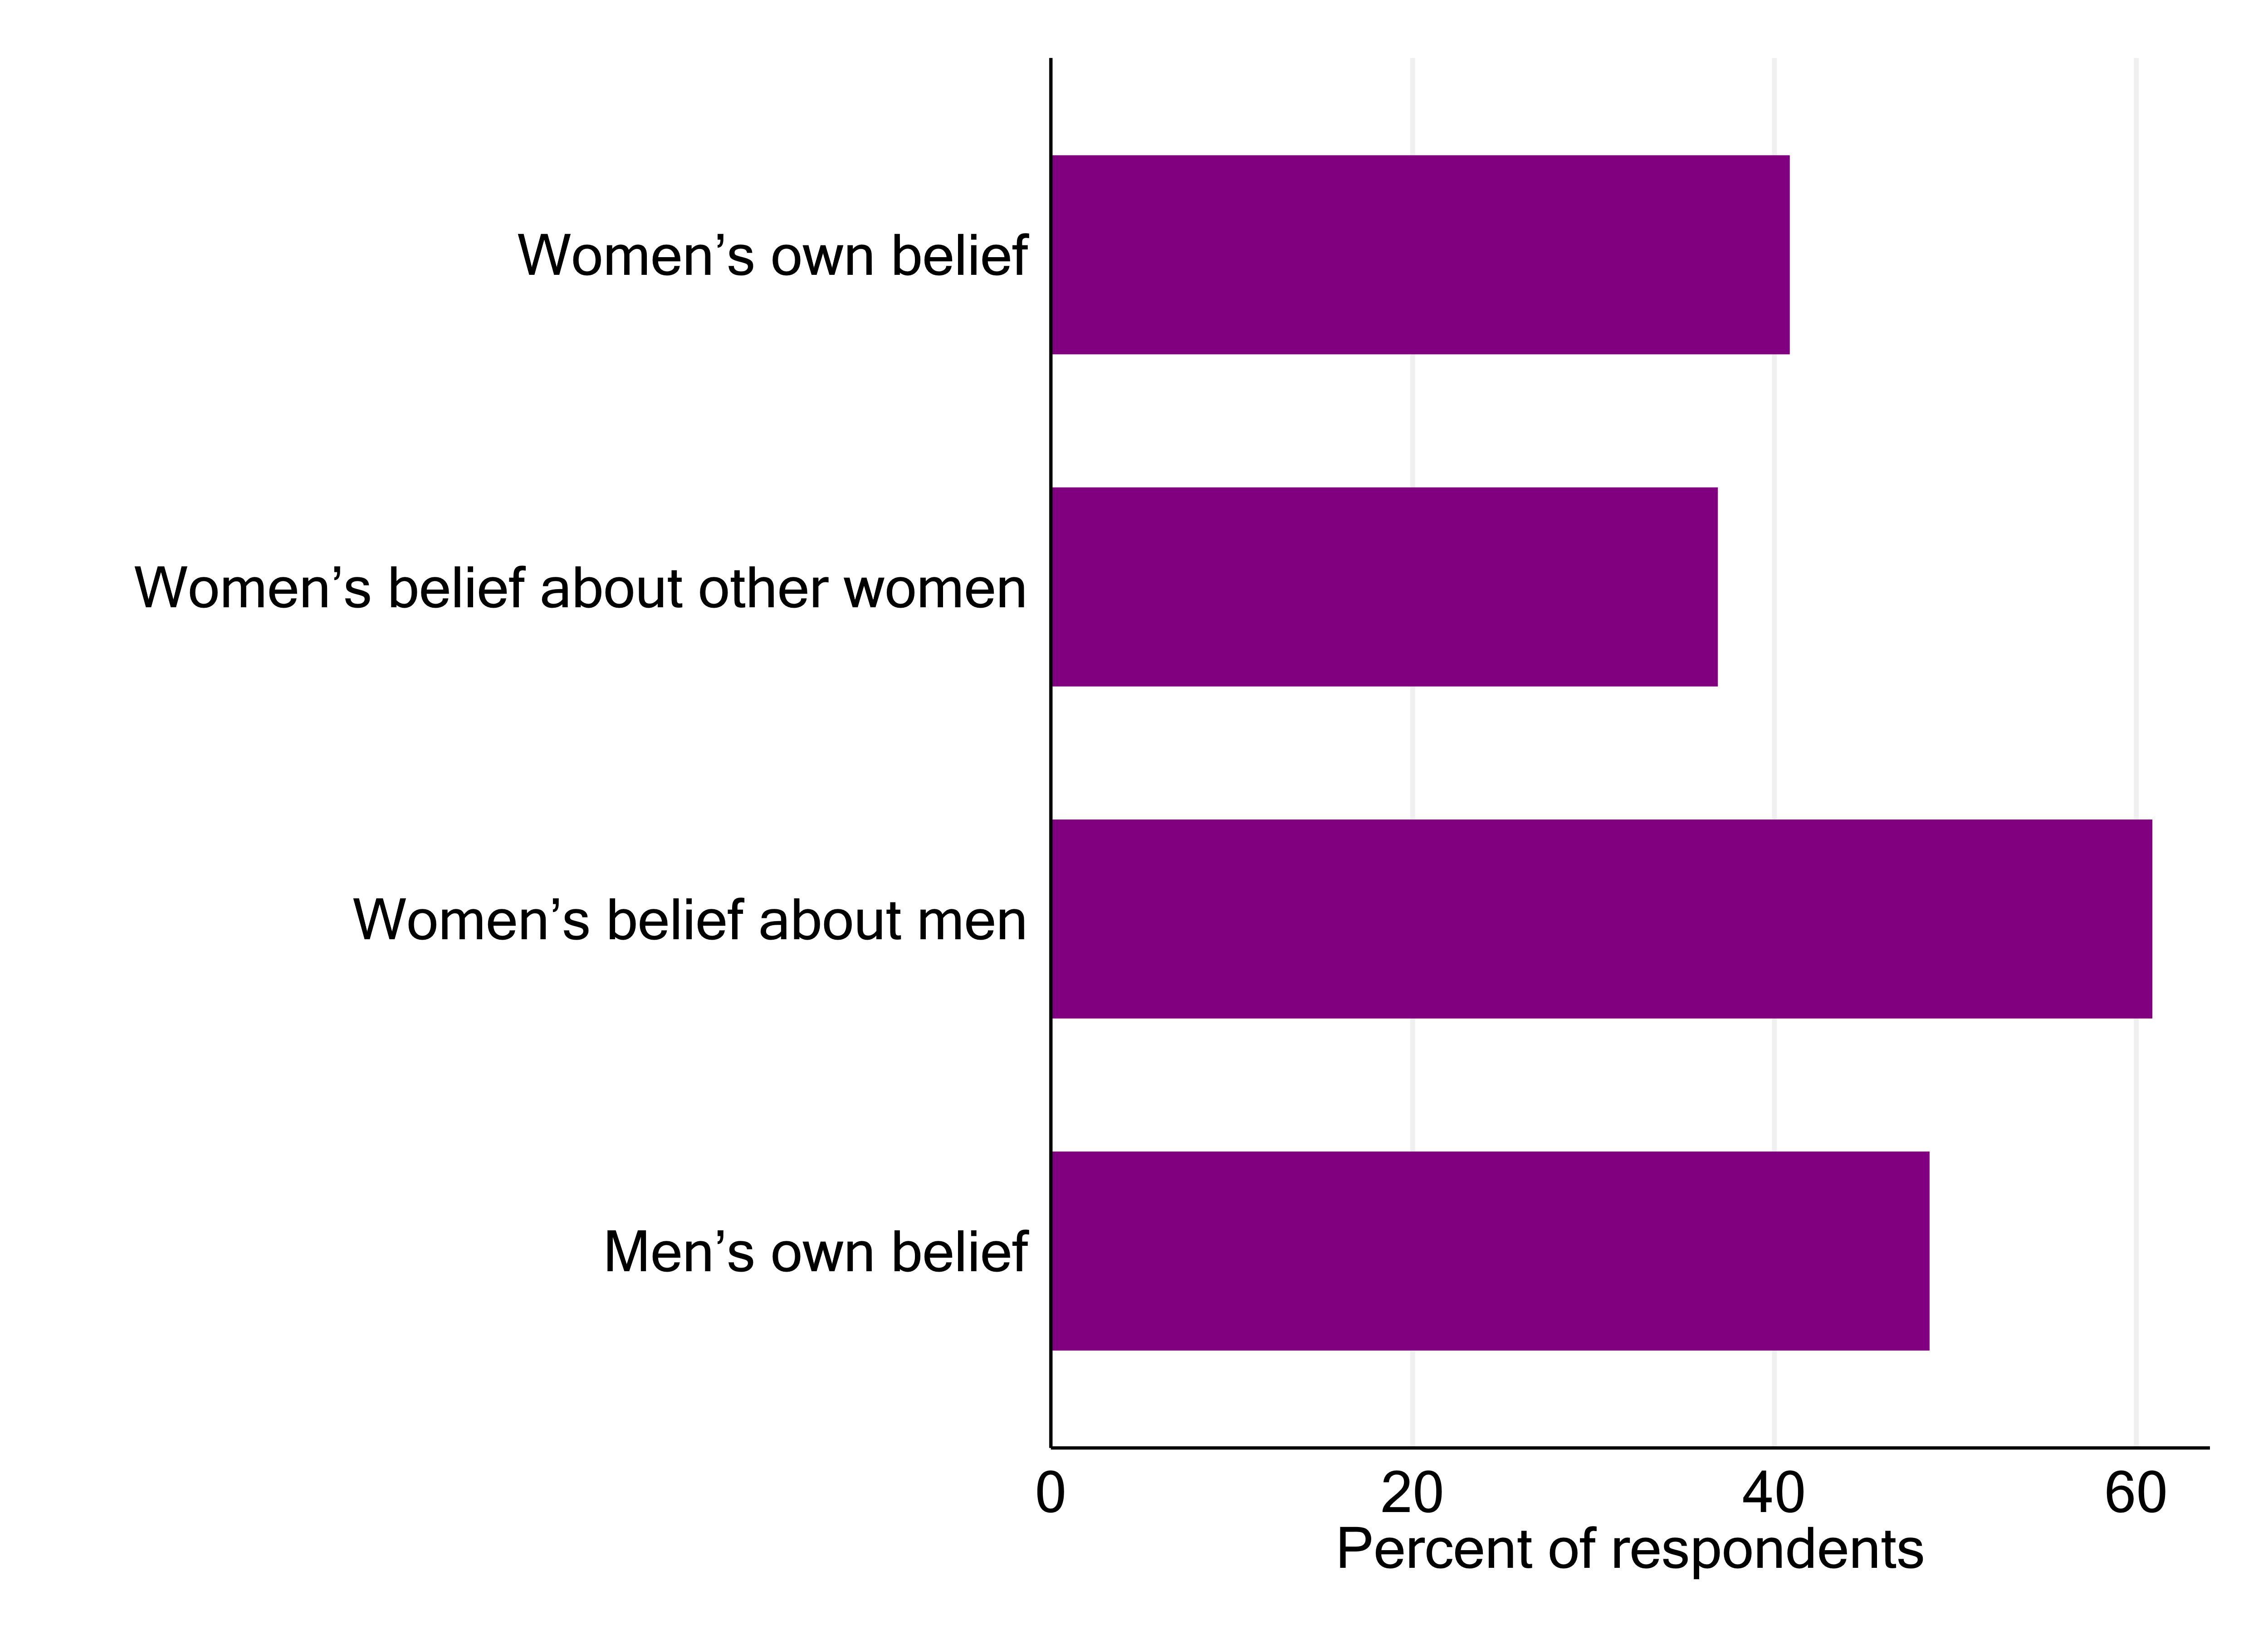 Women’s own belief
Women’s belief about other women
Women’s belief about men
Men’s own belief
0 20 40 60
Percent of respondents